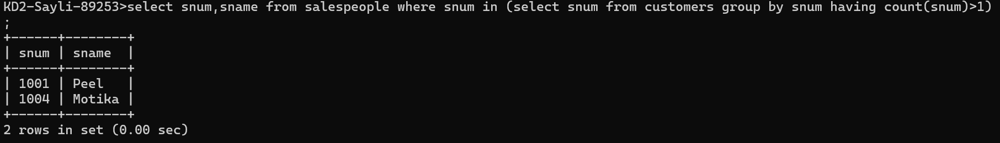 KD2-Sayli-89253>select snum,sname from salespeople where snum in (select snum from customers group by snum having count(snum)>1)
;
+------+--------+
| snum | sname  |
+------+--------+
| 1001 | Peel   |
| 1004 | Motika |
+------+--------+
2 rows in set (0.00 sec)